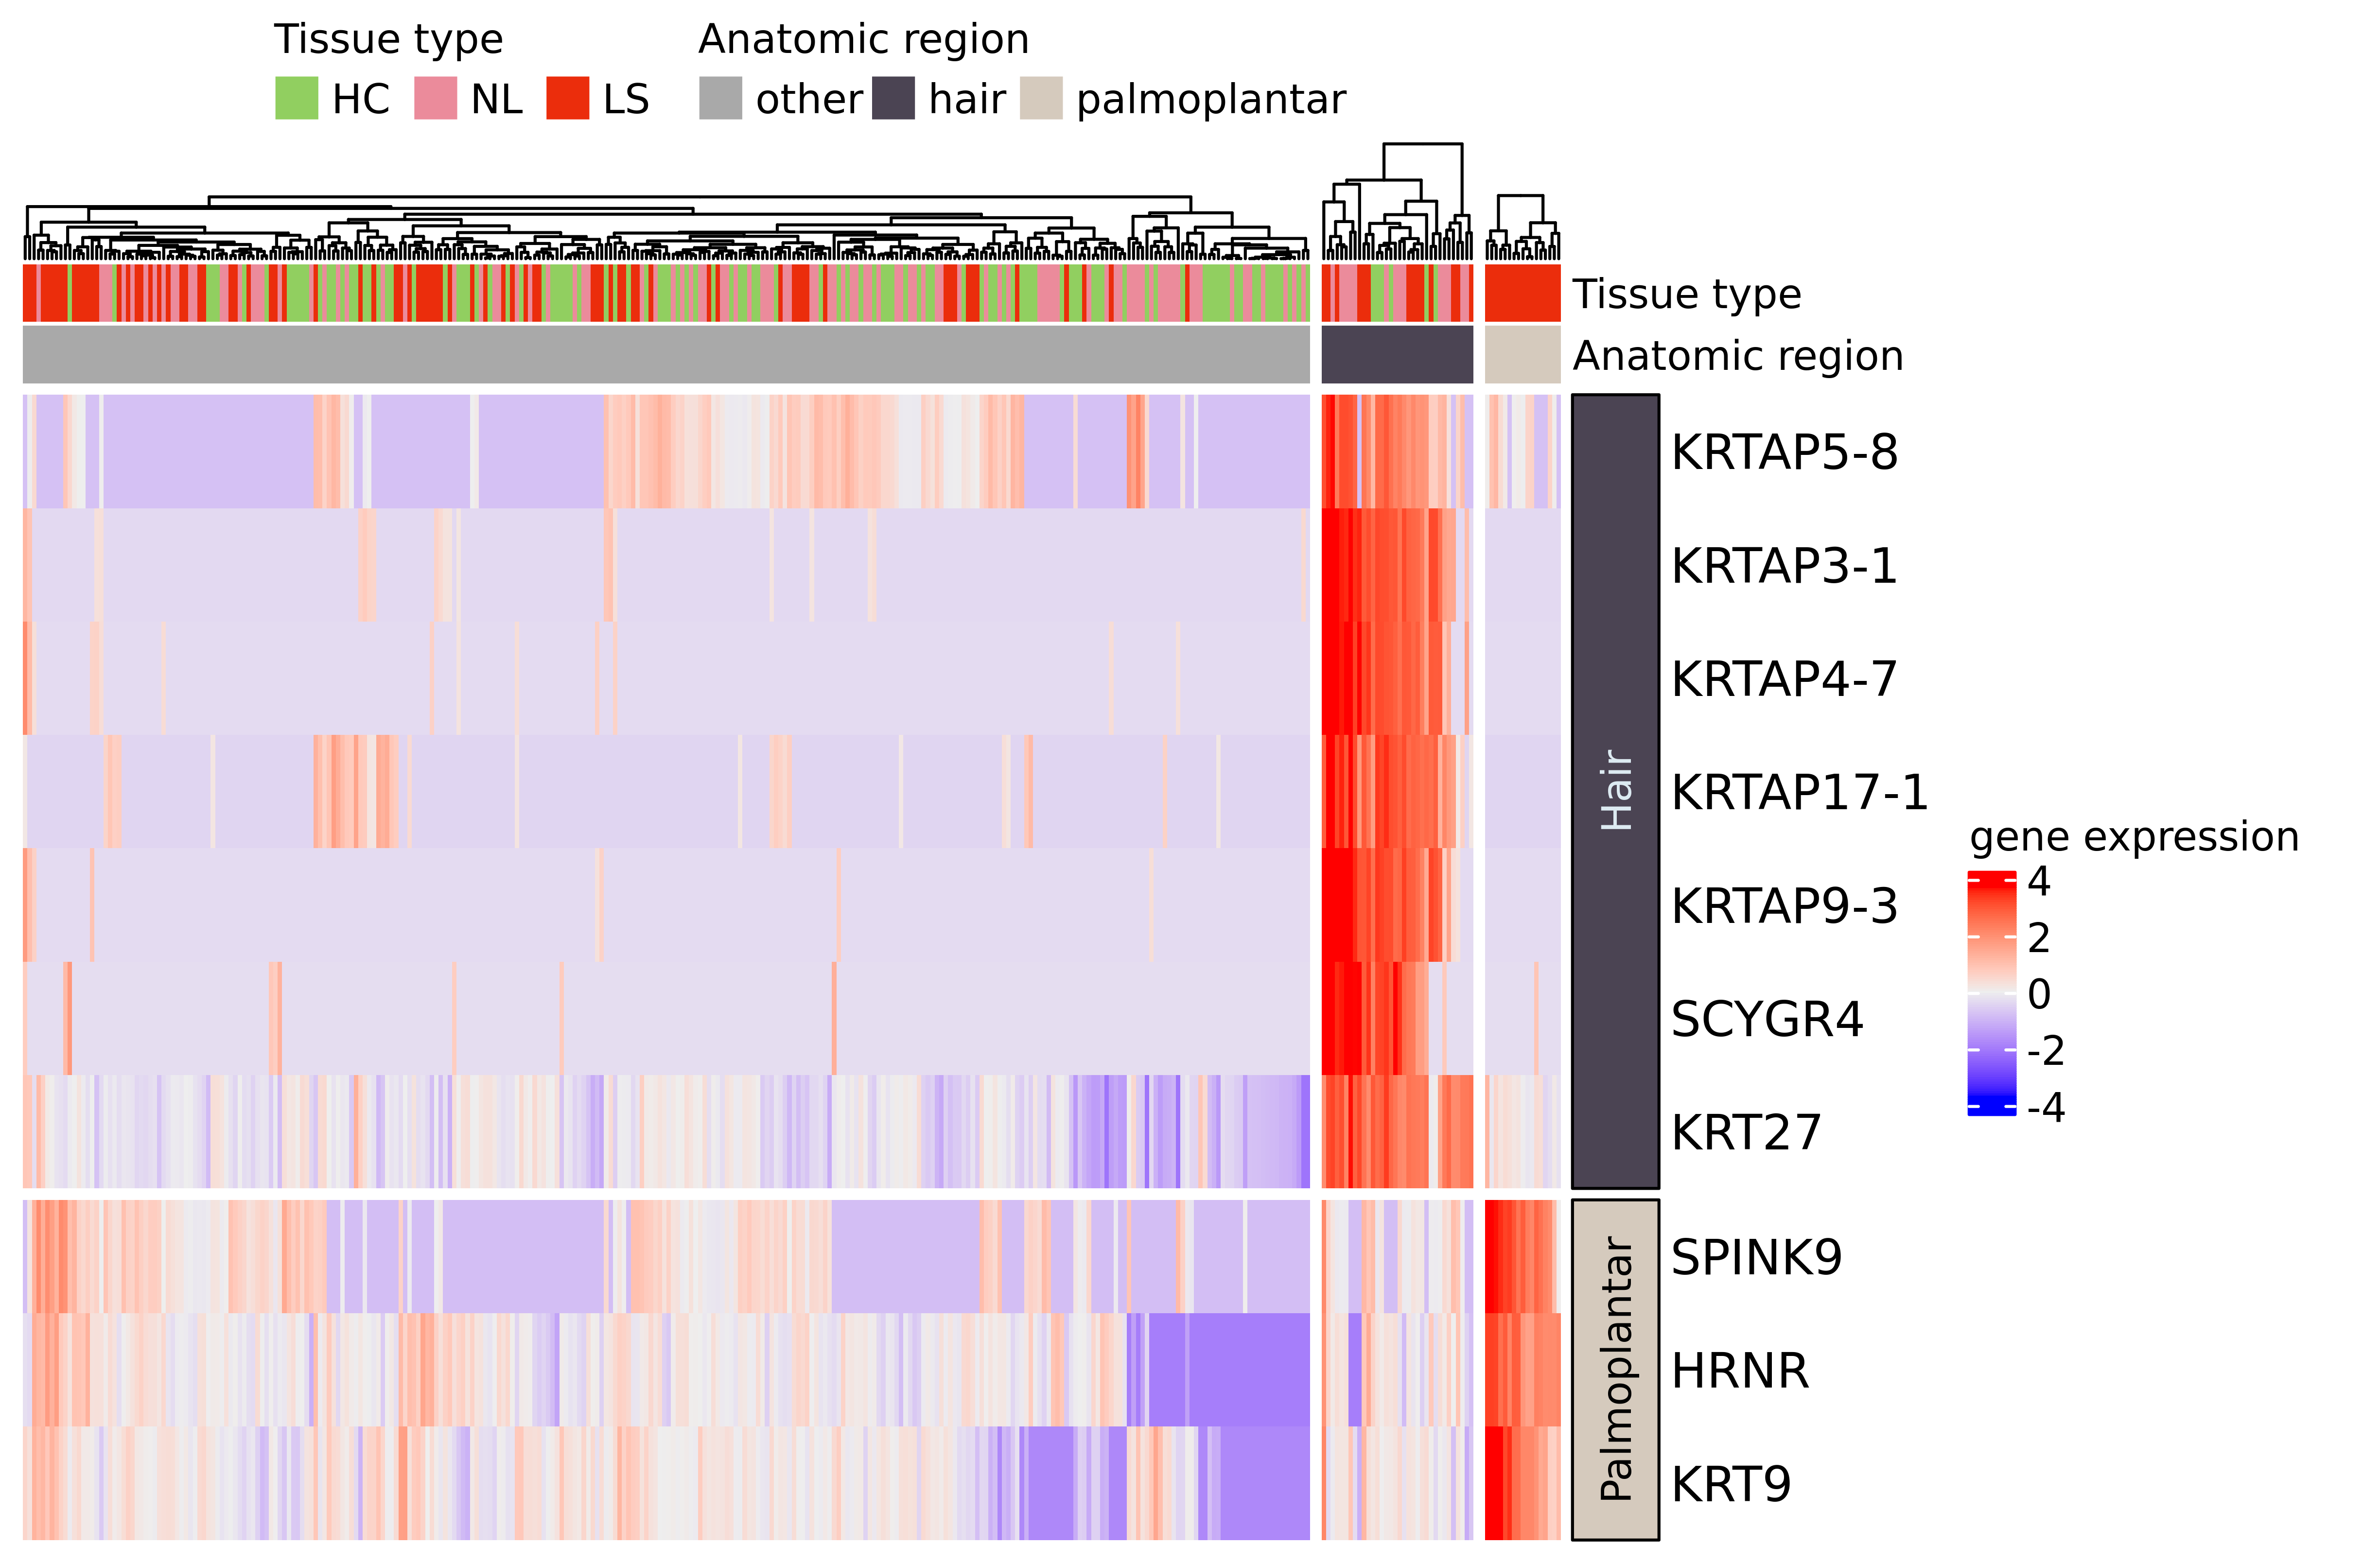 Tissue type
HC NL LS
Anatomic region
other hair palmoplantar
Tissue type
Anatomic region
Hair
KRTAP5-8
KRTAP3-1
KRTAP4-7
KRTAP17-1
KRTAP9-3
SCYGR4
KRT27
Palmoplantar
SPINK9
HRNR
KRT9
gene expression
4
2
0
-2
-4